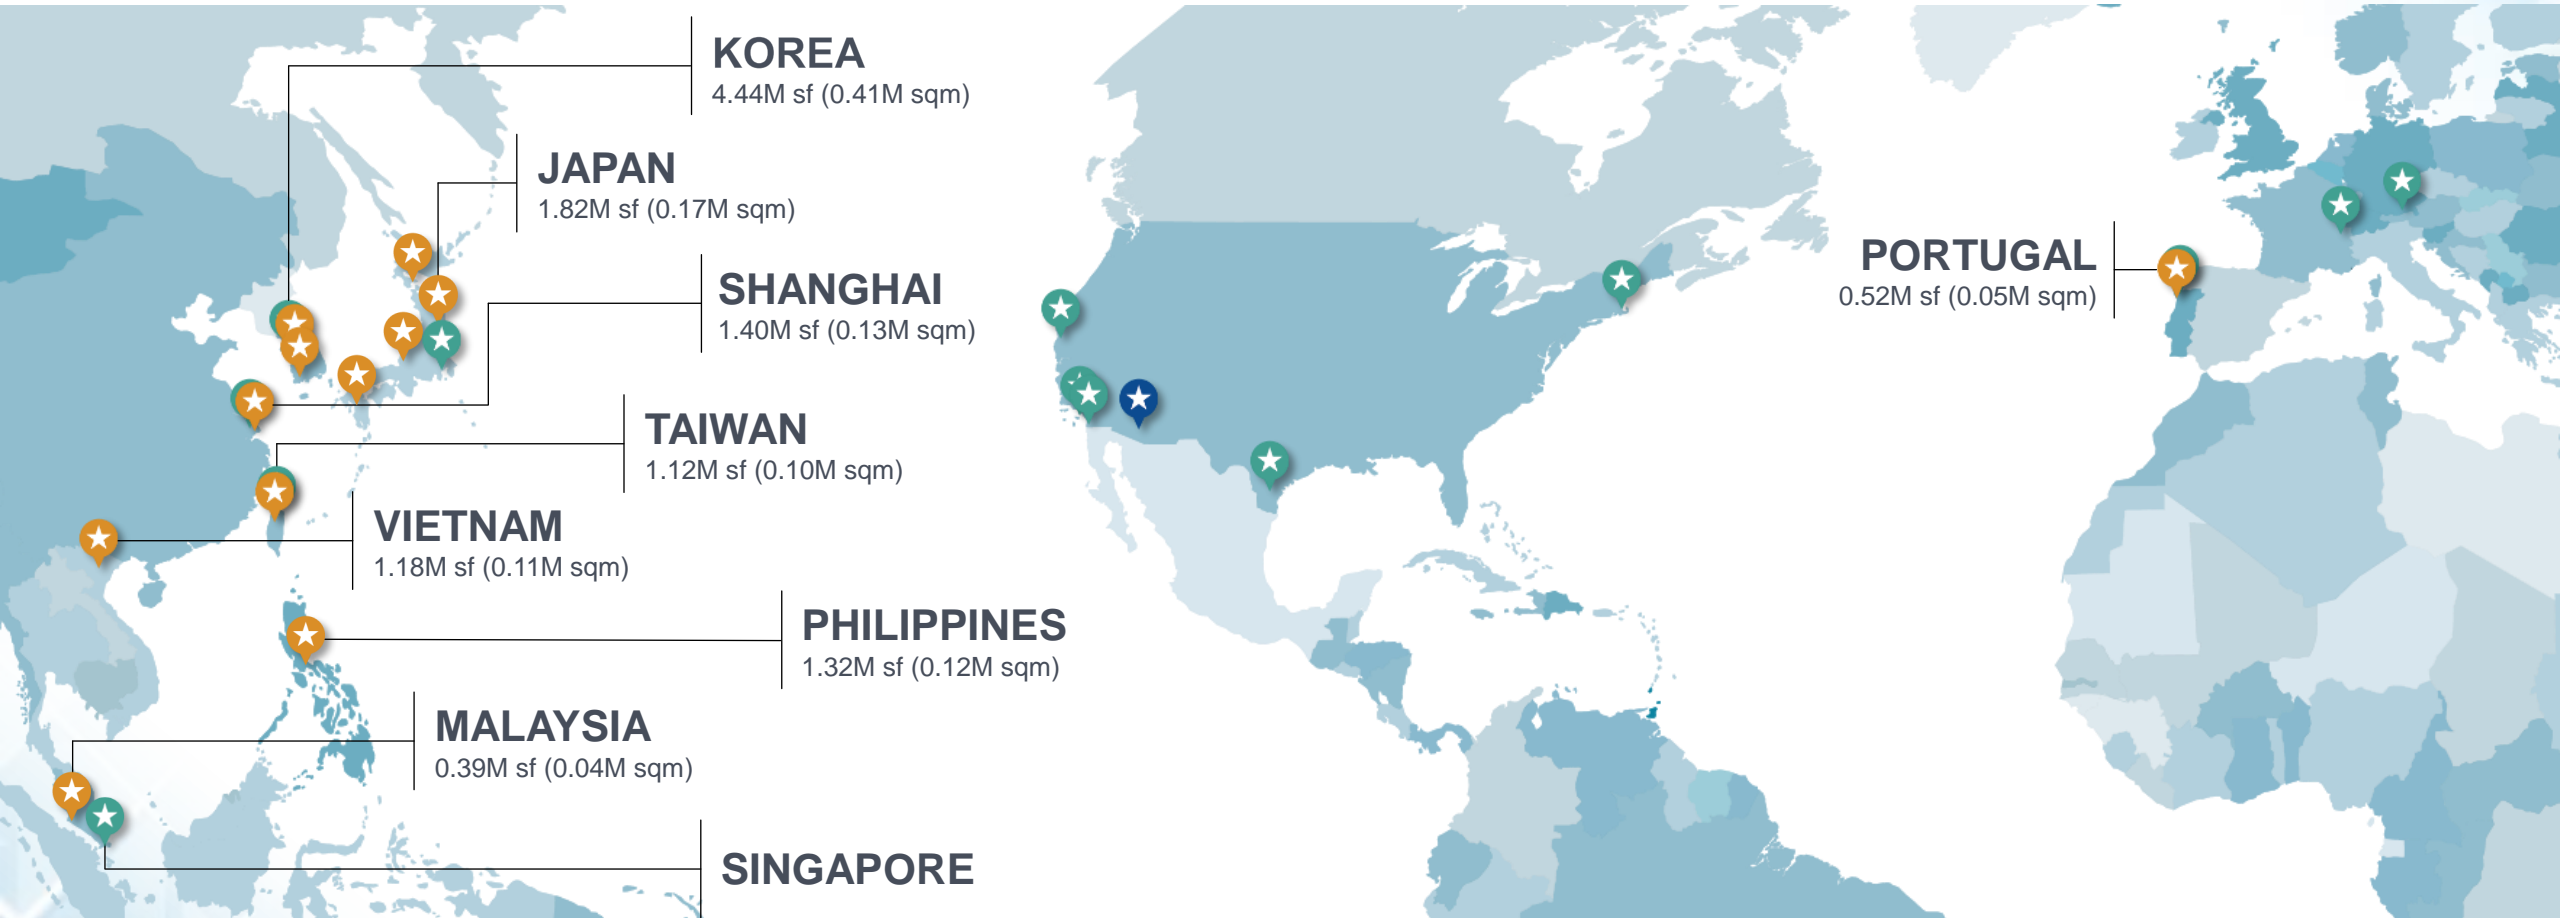 KOREA
4.44M sf (0.41M sqm)
JAPAN
1.82M sf (0.17M sqm)
SHANGHAI
1.40M sf (0.13M sqm)
PORTUGAL
0.52M sf (0.05M sqm)
TAIWAN
1.12M sf (0.10M sqm)
VIETNAM
1.18M sf (0.11M sqm)
PHILIPPINES
1.32M sf (0.12M sqm)
MALAYSIA
0.39M sf (0.04M sqm)
SINGAPORE